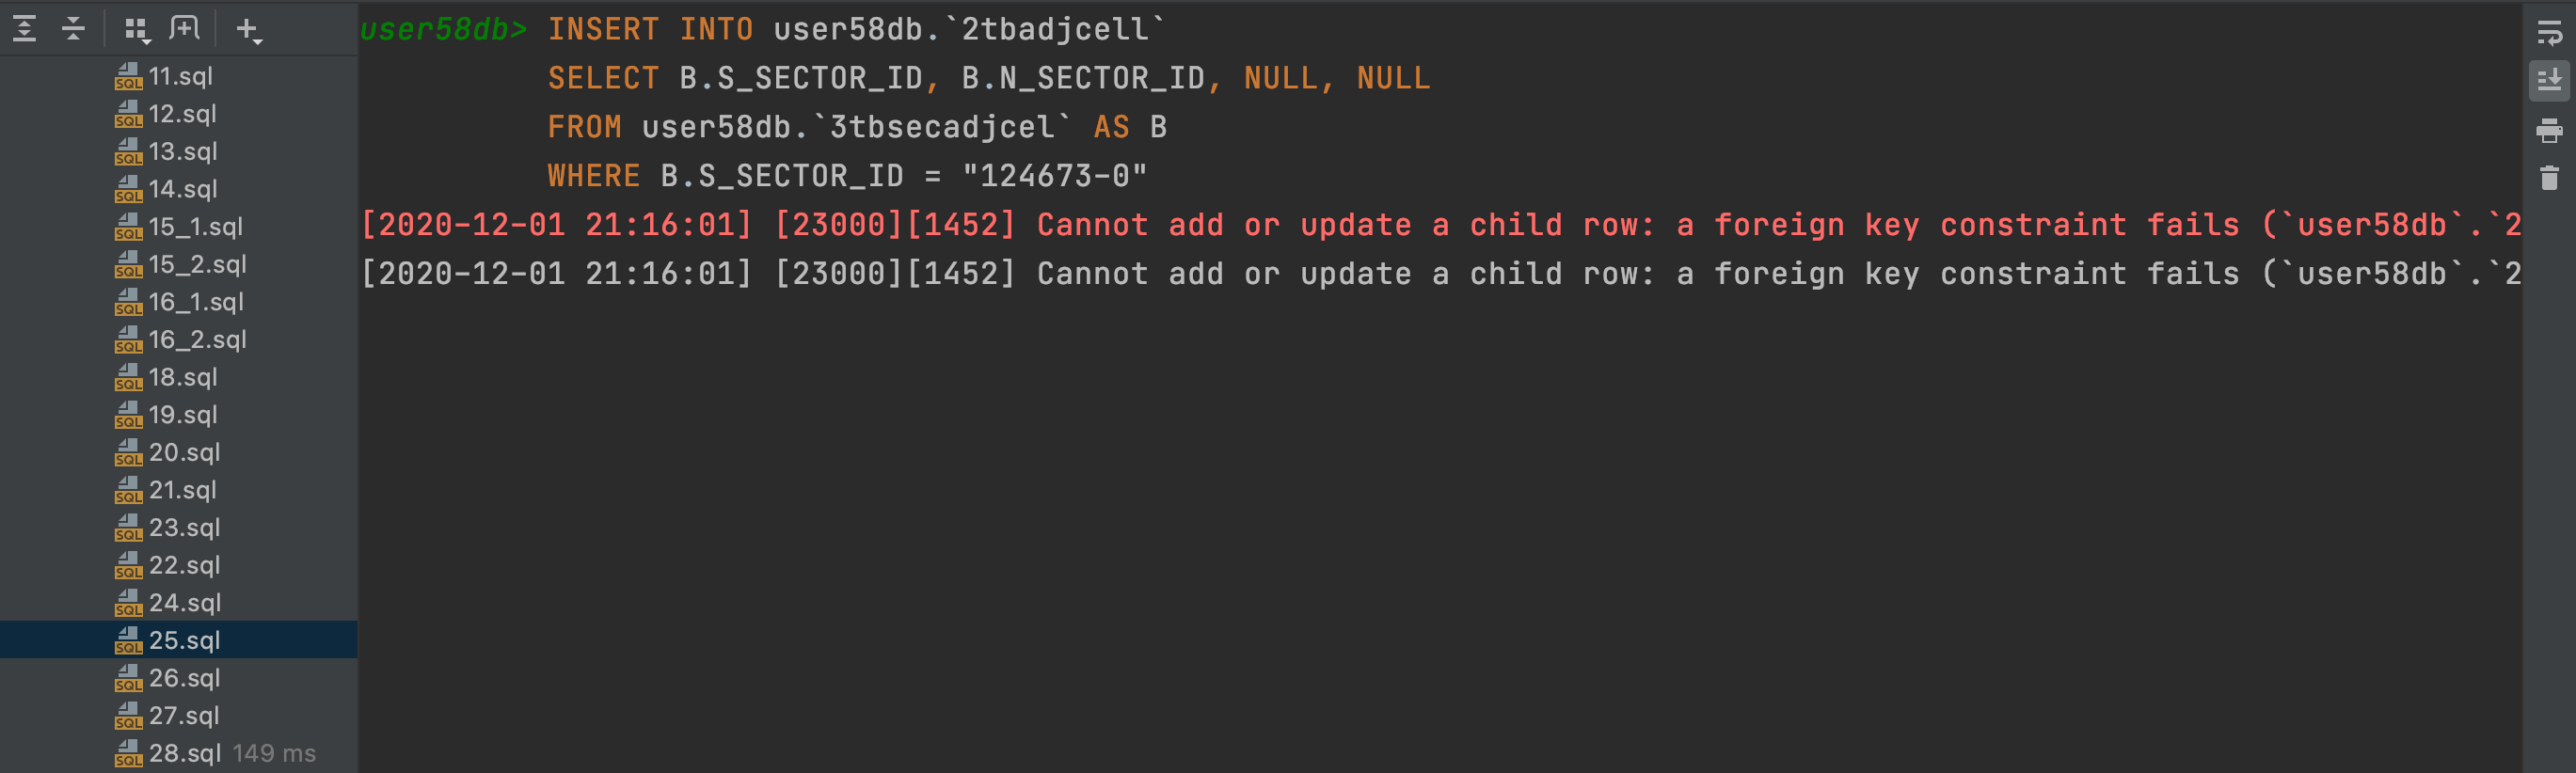 11.sql
12.sql
13.sql
14.sql
15_1.sql
15_2.sql
16_1.sql
16_2.sql
18.sql
19.sql
20.sql
21.sql
23.sql
22.sql
24.sql
25.sql
26.sql
27.sql
28.sql 149 ms
user58db> INSERT INTO user58db.`2tbadjcell`
SELECT B.S_SECTOR_ID, B.N_SECTOR_ID, NULL, NULL
FROM user58db.`3tbsecadjcel` AS B
WHERE B.S_SECTOR_ID = "124673-0"
[2020-12-01 21:16:01] [23000][1452] Cannot add or update a child row: a foreign key constraint fails (`user58db`.`2
[2020-12-01 21:16:01] [23000][1452] Cannot add or update a child row: a foreign key constraint fails (`user58db`.`2